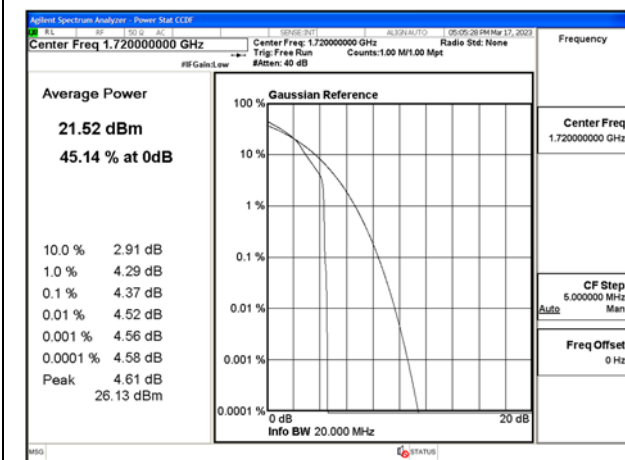 Agilent Spectrum Analyzer - Power Stat CCDF
RL RF 50 Ω AC SENSE:INT ALIGNAUTO 05:05:28 PM Mar 17, 2023
Center Freq 1.720000000 GHz
Center Freq: 1.720000000 GHz Radio Std: None
Trig: Free Run Counts:1.00 M/1.00 Mpt
#IFGain:Low #Atten: 40 dB
Frequency
Average Power
21.52 dBm
45.14 % at 0dB
10.0 % 2.91 dB
1.0 % 4.29 dB
0.1 % 4.37 dB
0.01 % 4.52 dB
0.001 % 4.56 dB
0.0001 % 4.58 dB
Peak 4.61 dB
26.13 dBm
Gaussian Reference
100 %
10 %
1 %
0.1 %
0.01 %
0.001 %
0.0001 %
0 dB 20 dB
Info BW 20.000 MHz
Center Freq
1.720000000 GHz
CF Step
5.000000 MHz
Auto Man
Freq Offset
0 Hz
MSG STATUS